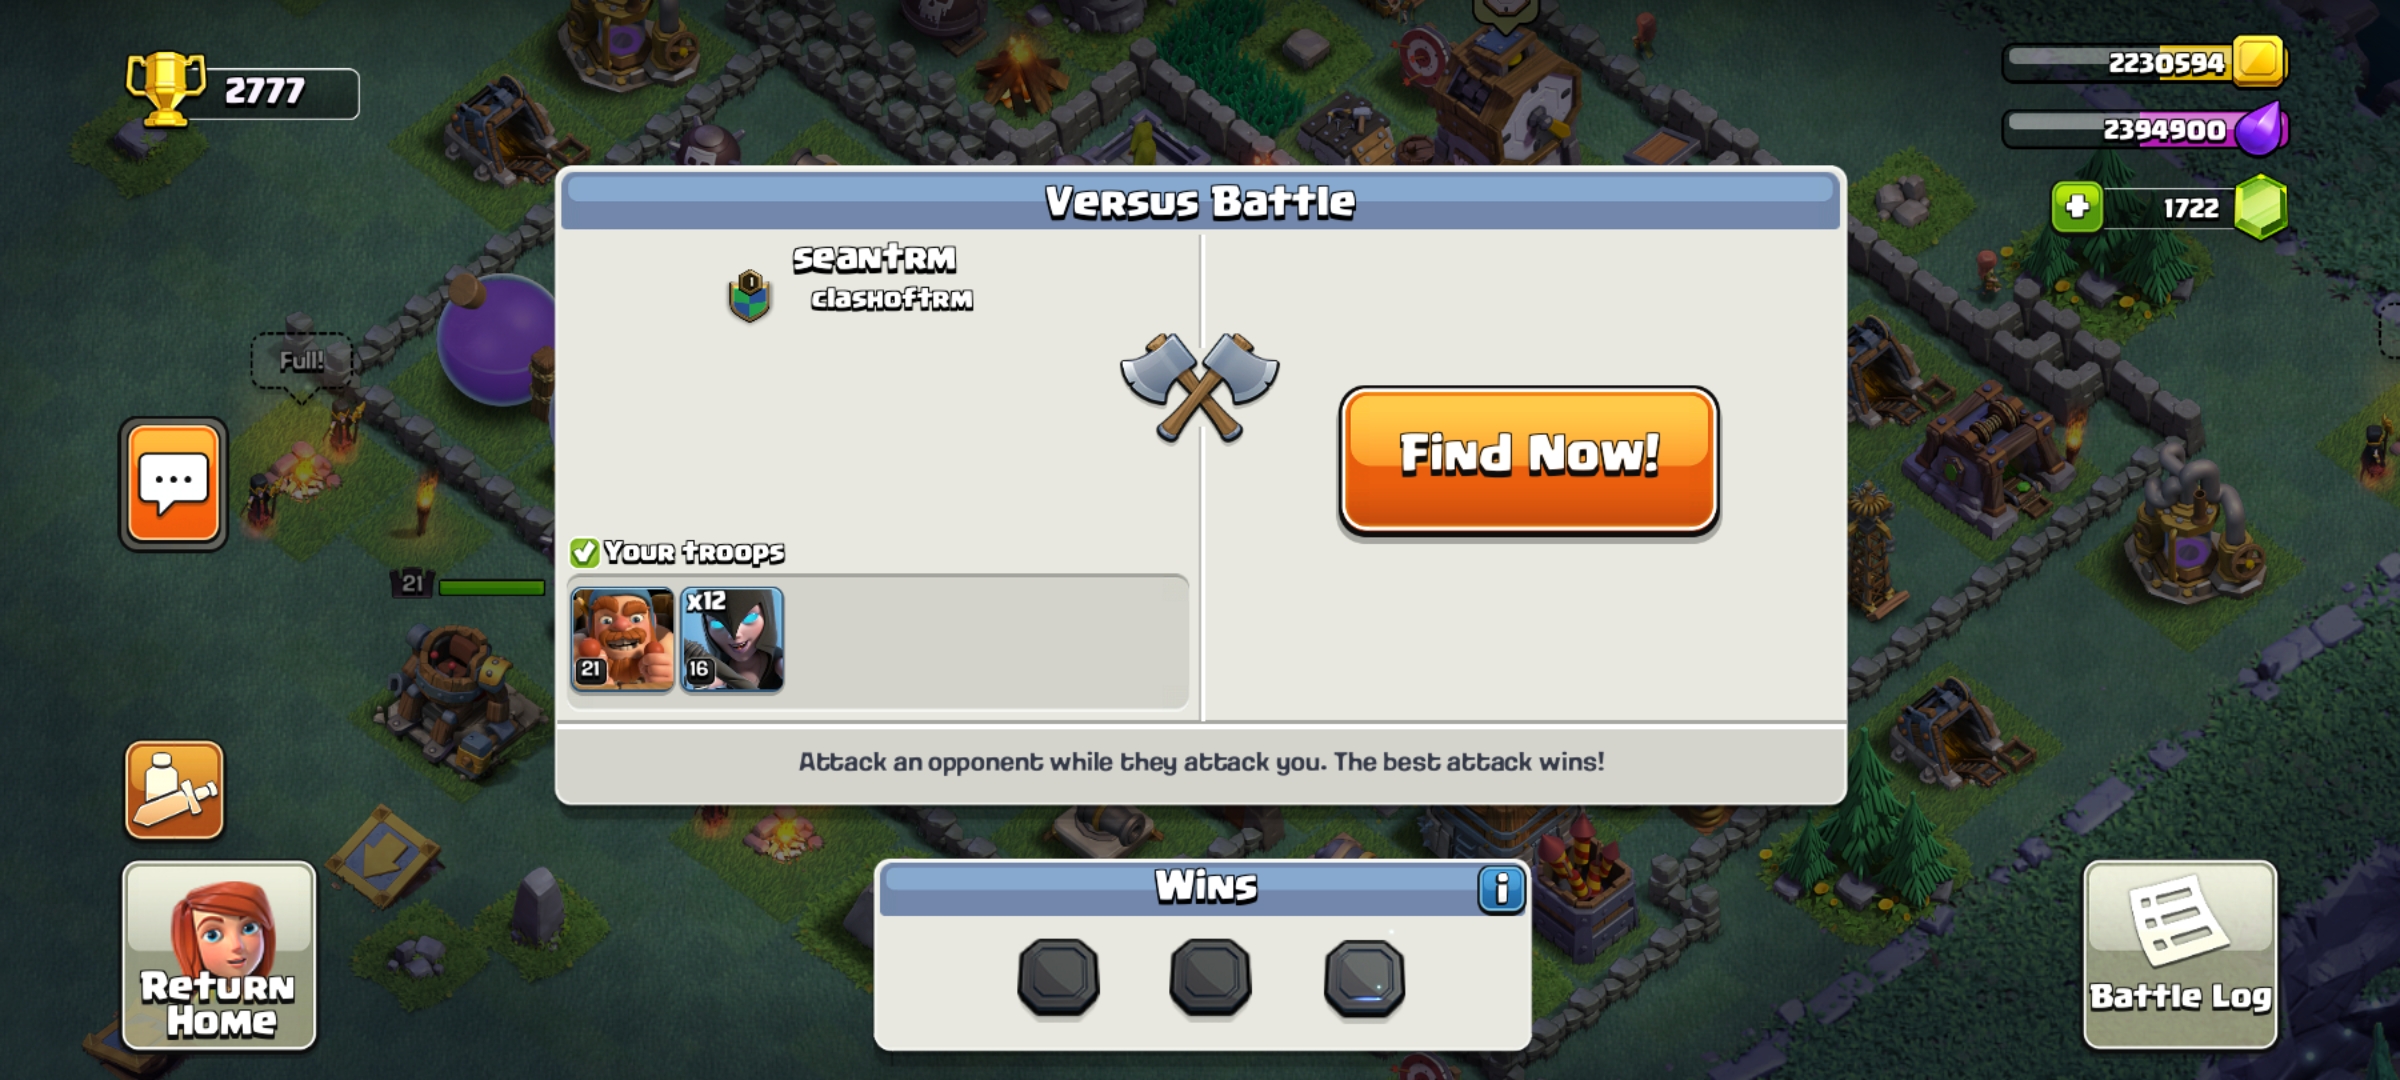 2777
2230594
2394900
1722
Versus Battle
seantrm
clashoftrm
1
Full!
Find Now!
Your troops
21
x12
21
16
Attack an opponent while they attack you. The best attack wins!
Wins
i
Return
Home
Battle Log